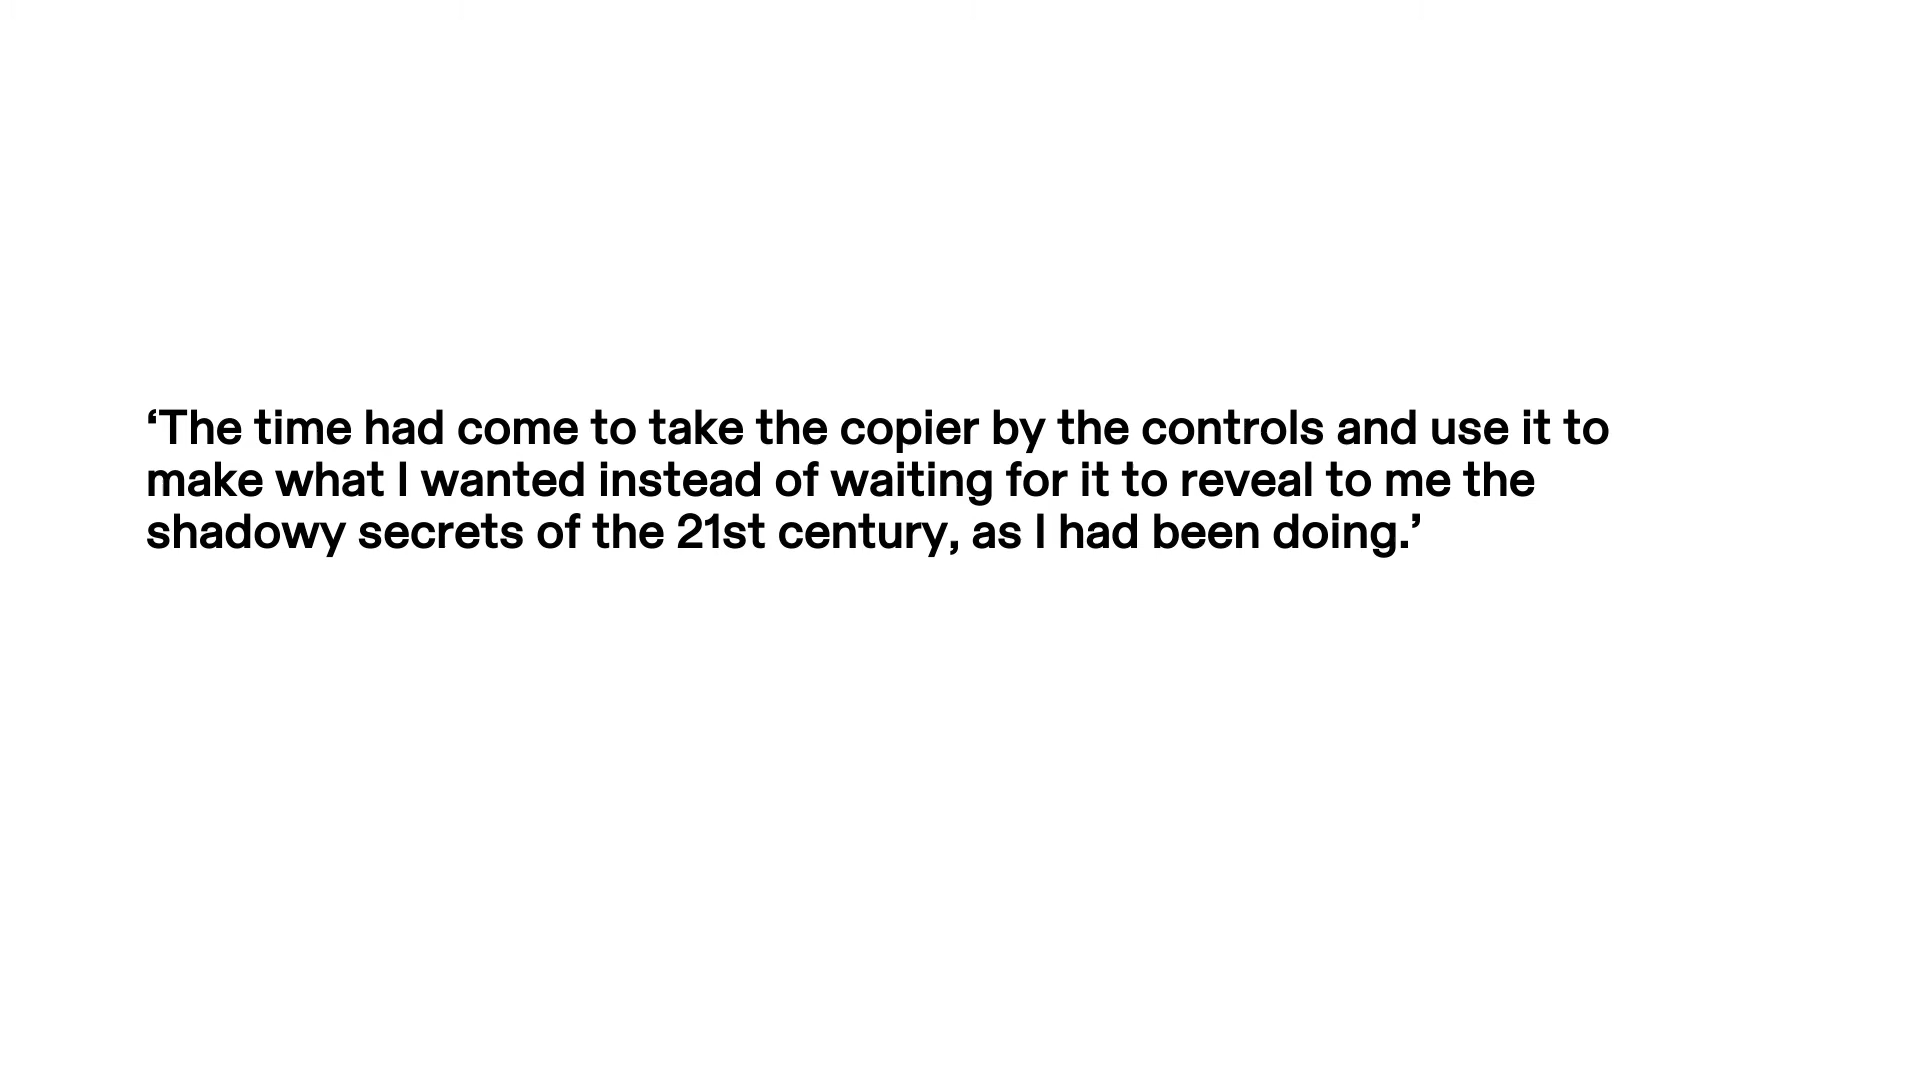 ‘The time had come to take the copier by the controls and use it to
make what I wanted instead of waiting for it to reveal to me the
shadowy secrets of the 21st century, as I had been doing.’